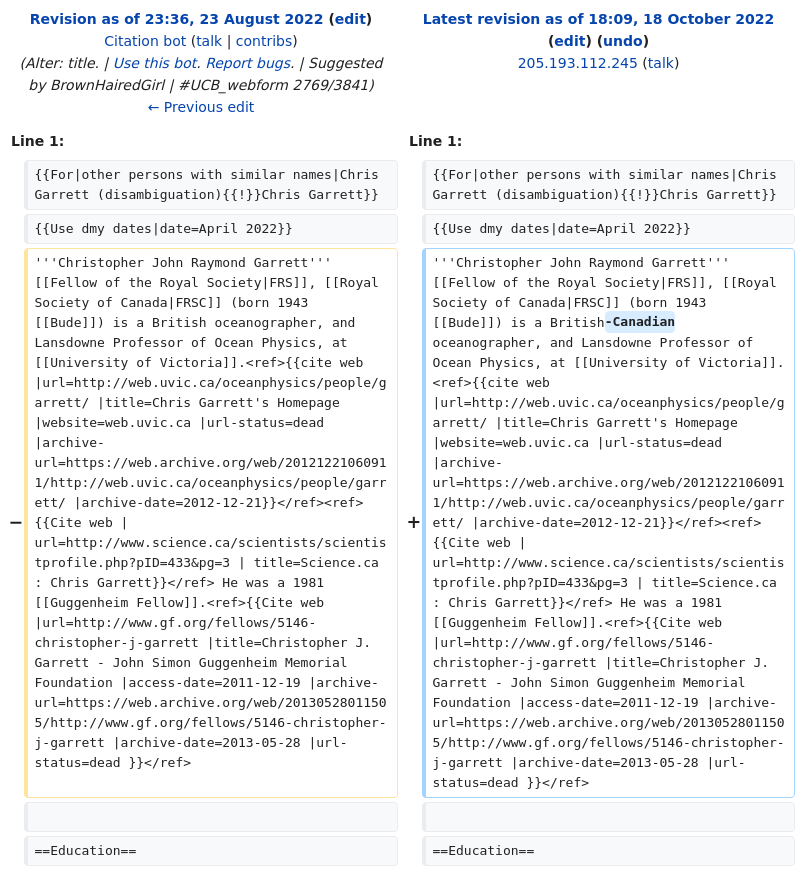 Revision as of 23:36, 23 August 2022 (edit)
Citation bot (talk | contribs)
(Alter: title. | Use this bot. Report bugs. | Suggested
by BrownHairedGirl | #UCB_webform 2769/3841)
← Previous edit
Latest revision as of 18:09, 18 October 2022
(edit) (undo)
205.193.112.245 (talk)
Line 1:
Line 1:
{{For|other persons with similar names|Chris
Garrett (disambiguation){{!}}Chris Garrett}}
{{For|other persons with similar names|Chris
Garrett (disambiguation){{!}}Chris Garrett}}
{{Use dmy dates|date=April 2022}}
{{Use dmy dates|date=April 2022}}
−
'''Christopher John Raymond Garrett'''
[[Fellow of the Royal Society|FRS]], [[Royal
Society of Canada|FRSC]] (born 1943
[[Bude]]) is a British oceanographer, and
Lansdowne Professor of Ocean Physics, at
[[University of Victoria]].<ref>{{cite web
|url=http://web.uvic.ca/oceanphysics/people/g
arrett/ |title=Chris Garrett's Homepage
|website=web.uvic.ca |url-status=dead
|archive-
url=https://web.archive.org/web/2012122106091
1/http://web.uvic.ca/oceanphysics/people/garr
ett/ |archive-date=2012-12-21}}</ref><ref>
{{Cite web |
url=http://www.science.ca/scientists/scientis
tprofile.php?pID=433&pg=3 | title=Science.ca
: Chris Garrett}}</ref> He was a 1981
[[Guggenheim Fellow]].<ref>{{Cite web
|url=http://www.gf.org/fellows/5146-
christopher-j-garrett |title=Christopher J.
Garrett - John Simon Guggenheim Memorial
Foundation |access-date=2011-12-19 |archive-
url=https://web.archive.org/web/2013052801150
5/http://www.gf.org/fellows/5146-christopher-
j-garrett |archive-date=2013-05-28 |url-
status=dead }}</ref>
+
'''Christopher John Raymond Garrett'''
[[Fellow of the Royal Society|FRS]], [[Royal
Society of Canada|FRSC]] (born 1943
[[Bude]]) is a British-Canadian
oceanographer, and Lansdowne Professor of
Ocean Physics, at [[University of Victoria]].
<ref>{{cite web
|url=http://web.uvic.ca/oceanphysics/people/g
arrett/ |title=Chris Garrett's Homepage
|website=web.uvic.ca |url-status=dead
|archive-
url=https://web.archive.org/web/2012122106091
1/http://web.uvic.ca/oceanphysics/people/garr
ett/ |archive-date=2012-12-21}}</ref><ref>
{{Cite web |
url=http://www.science.ca/scientists/scientis
tprofile.php?pID=433&pg=3 | title=Science.ca
: Chris Garrett}}</ref> He was a 1981
[[Guggenheim Fellow]].<ref>{{Cite web
|url=http://www.gf.org/fellows/5146-
christopher-j-garrett |title=Christopher J.
Garrett - John Simon Guggenheim Memorial
Foundation |access-date=2011-12-19 |archive-
url=https://web.archive.org/web/2013052801150
5/http://www.gf.org/fellows/5146-christopher-
j-garrett |archive-date=2013-05-28 |url-
status=dead }}</ref>
==Education==
==Education==